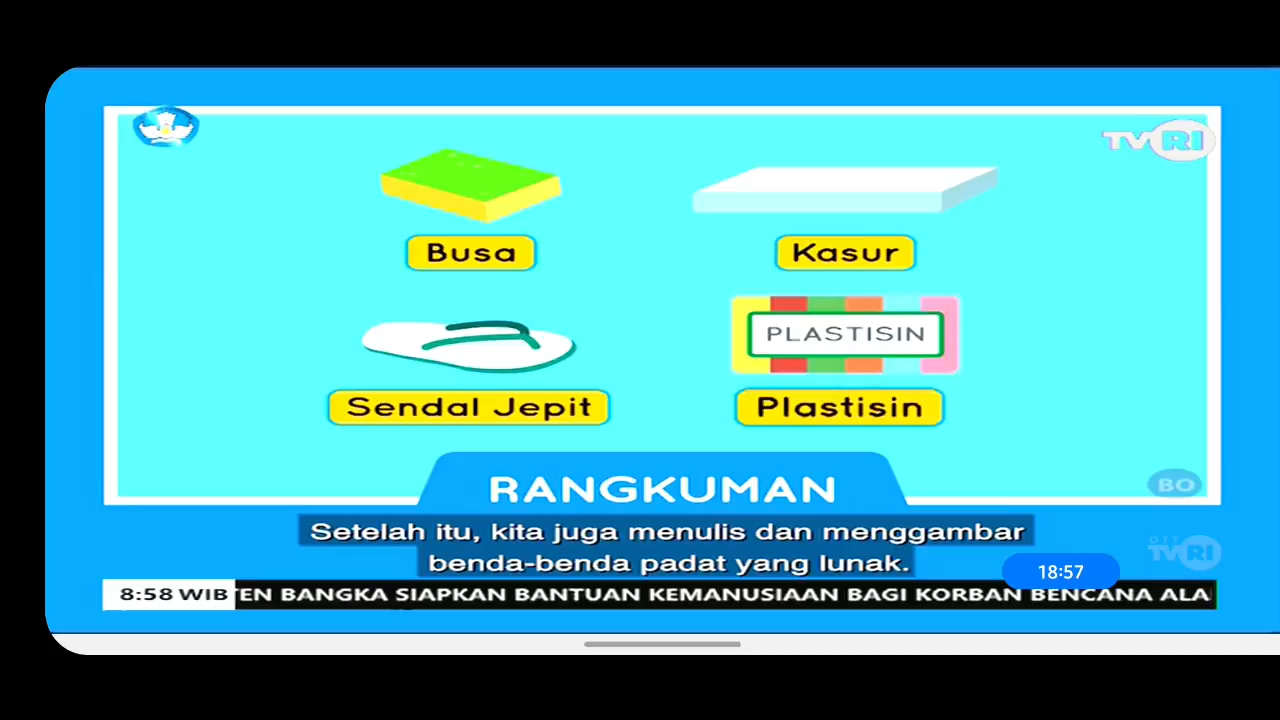 TVRI
Busa
Kasur
PLASTISIN
Sendal Jepit
Plastisin
RANGKUMAN
BO
Setelah itu, kita juga menulis dan menggambar
benda-benda padat yang lunak.
OTT
TVRI
18:57
8:58 WIB TEN BANGKA SIAPKAN BANTUAN KEMANUSIAAN BAGI KORBAN BENCANA ALA